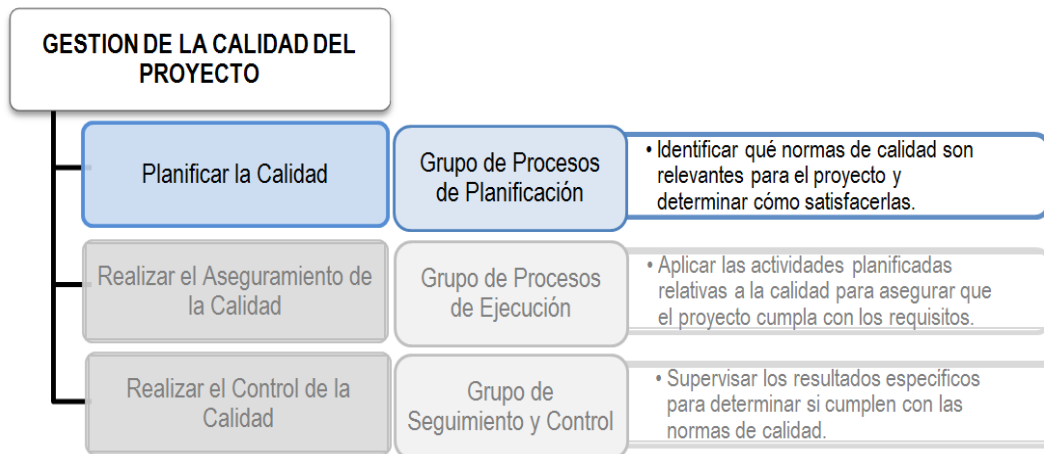 GESTION DE LA CALIDAD DEL
PROYECTO
Planificar la Calidad
Grupo de Procesos
de Planificación
• Identificar qué normas de calidad son
relevantes para el proyecto y
determinar cómo satisfacerlas.
Realizar el Aseguramiento de
la Calidad
Grupo de Procesos
de Ejecución
• Aplicar las actividades planificadas
relativas a la calidad para asegurar que
el proyecto cumpla con los requisitos.
Realizar el Control de la
Calidad
Grupo de
Seguimiento y Control
• Supervisar los resultados específicos
para determinar si cumplen con las
normas de calidad.